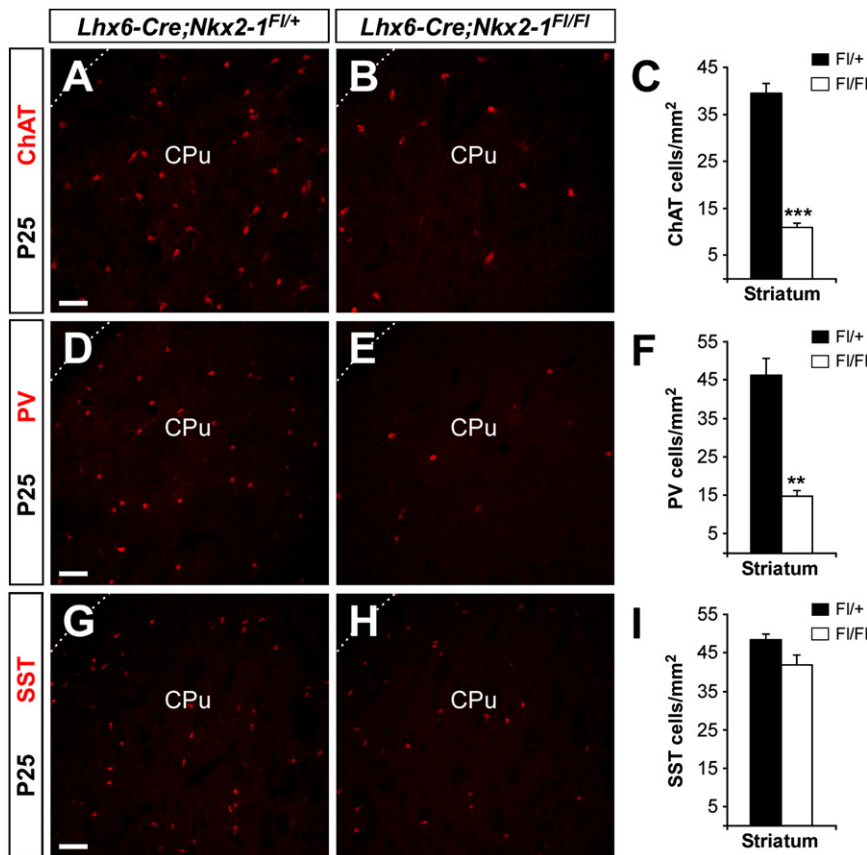 Lhx6-Cre;Nkx2-1Fl/+
Lhx6-Cre;Nkx2-1Fl/Fl
P25 ChAT
A
CPu
B
CPu
C
Fl/+
Fl/Fl
ChAT cells/mm2
45
35
25
15
5
***
Striatum
P25 PV
D
CPu
E
CPu
F
Fl/+
Fl/Fl
PV cells/mm2
55
45
35
25
15
5
**
Striatum
P25 SST
G
CPu
H
CPu
I
Fl/+
Fl/Fl
SST cells/mm2
55
45
35
25
15
5
Striatum